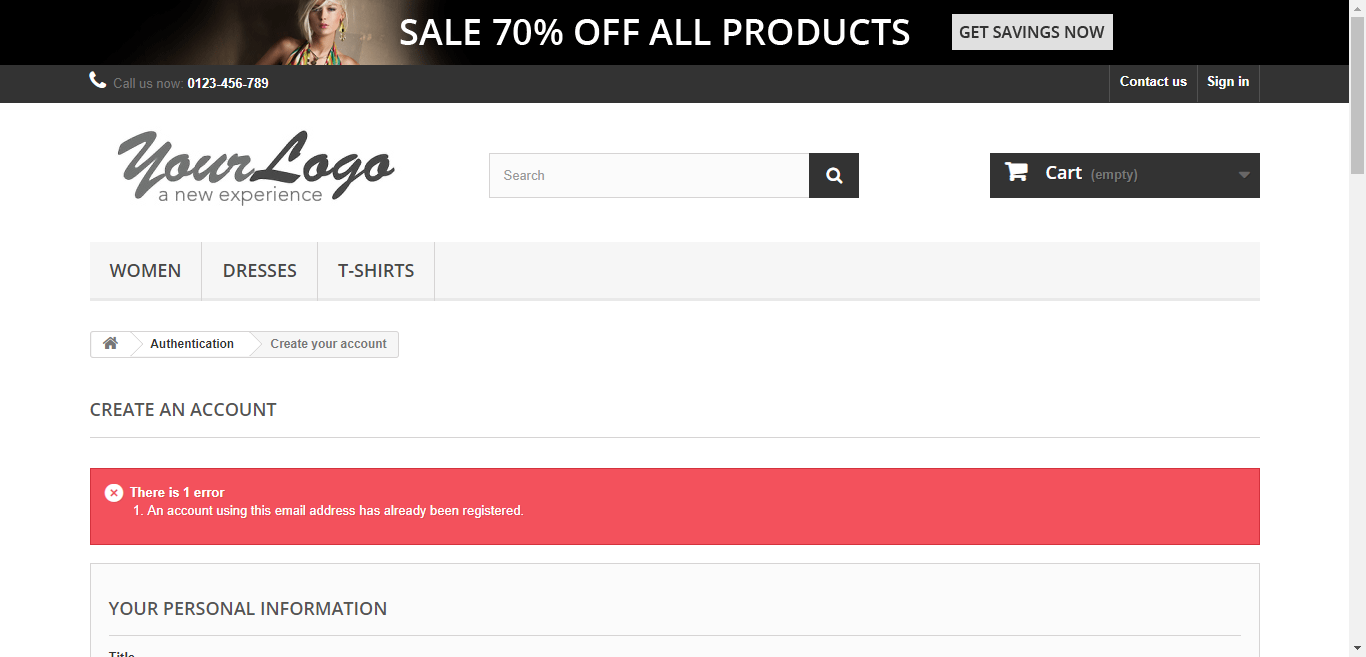 SALE 70% OFF ALL PRODUCTS GET SAVINGS NOW
Call us now: 0123-456-789 Contact us Sign in
YourLogo
a new experience
Search
Cart (empty)
WOMEN DRESSES T-SHIRTS
Authentication Create your account
CREATE AN ACCOUNT
There is 1 error
1. An account using this email address has already been registered.
YOUR PERSONAL INFORMATION
Title